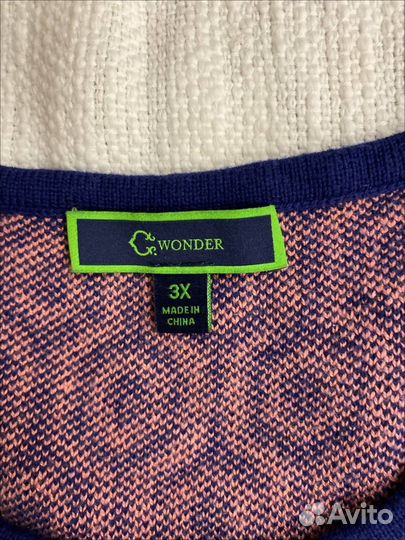 C. WONDER
3X
MADE IN
CHINA
Avito